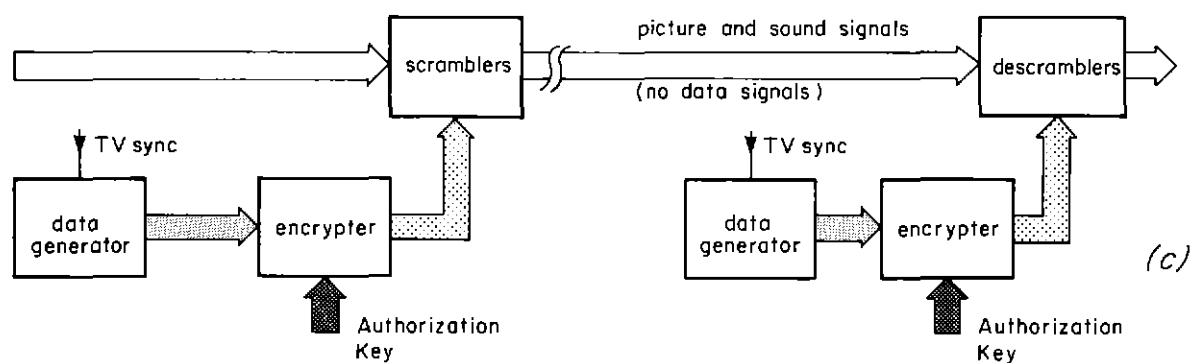 picture and sound signals
scramblers
descramblers
(no data signals)
TV sync
TV sync
data
generator
encrypter
data
generator
encrypter
(c)
Authorization
Key
Authorization
Key